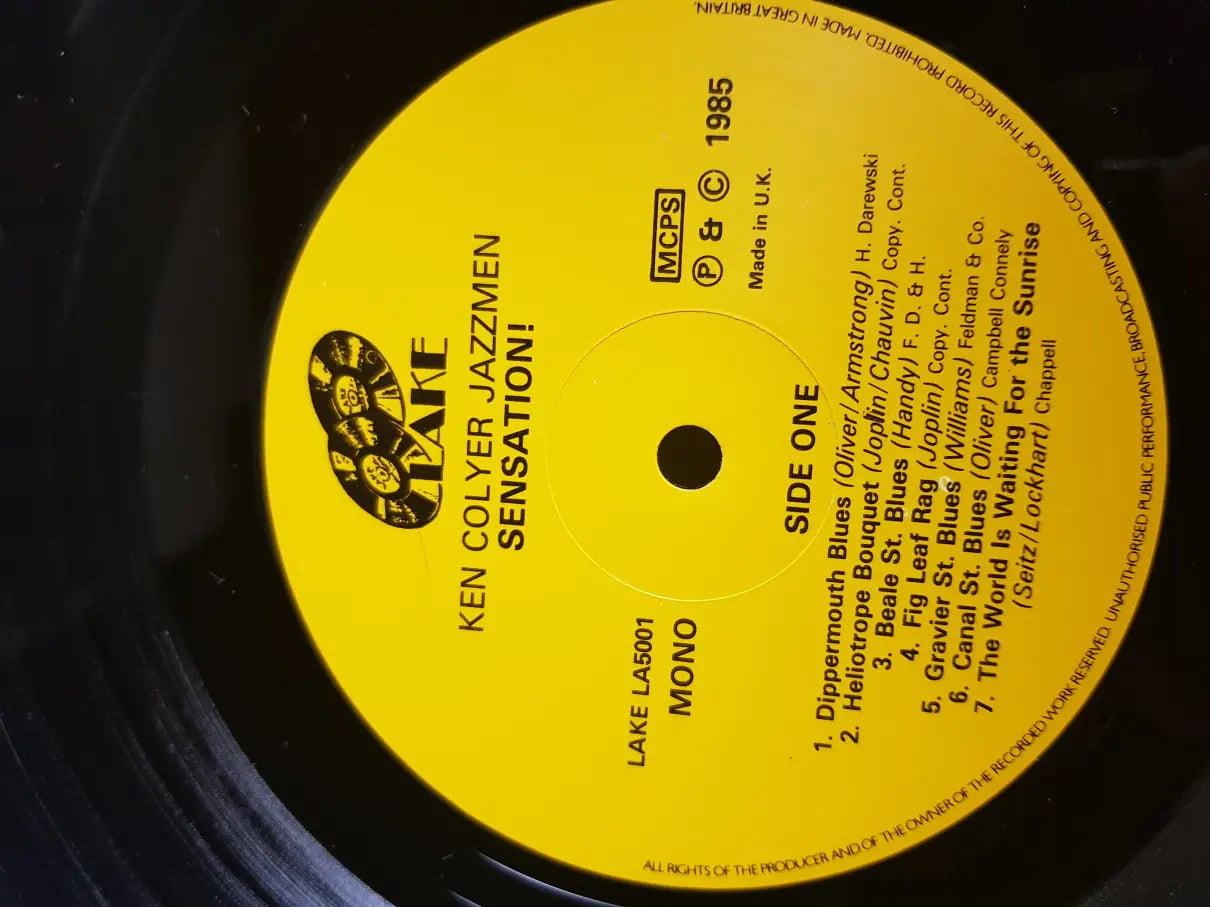 LAKE
KEN COLYER JAZZMEN
SENSATION!
LAKE LA5001
MONO
MCPS
Ⓟ & © 1985
Made in U.K.
SIDE ONE
1. Dippermouth Blues (Oliver/Armstrong) H. Darewski
2. Heliotrope Bouquet (Joplin/Chauvin) Copy. Cont.
3. Beale St. Blues (Handy) F. D. & H.
4. Fig Leaf Rag (Joplin) Copy. Cont.
5. Gravier St. Blues (Williams) Feldman & Co.
6. Canal St. Blues (Oliver) Campbell Connely
7. The World Is Waiting For the Sunrise
(Seitz/Lockhart) Chappell
ALL RIGHTS OF THE PRODUCER AND OF THE OWNER OF THE RECORDED WORK RESERVED. UNAUTHORISED PUBLIC PERFORMANCE, BROADCASTING AND COPYING OF THIS RECORD PROHIBITED. MADE IN GREAT BRITAIN.